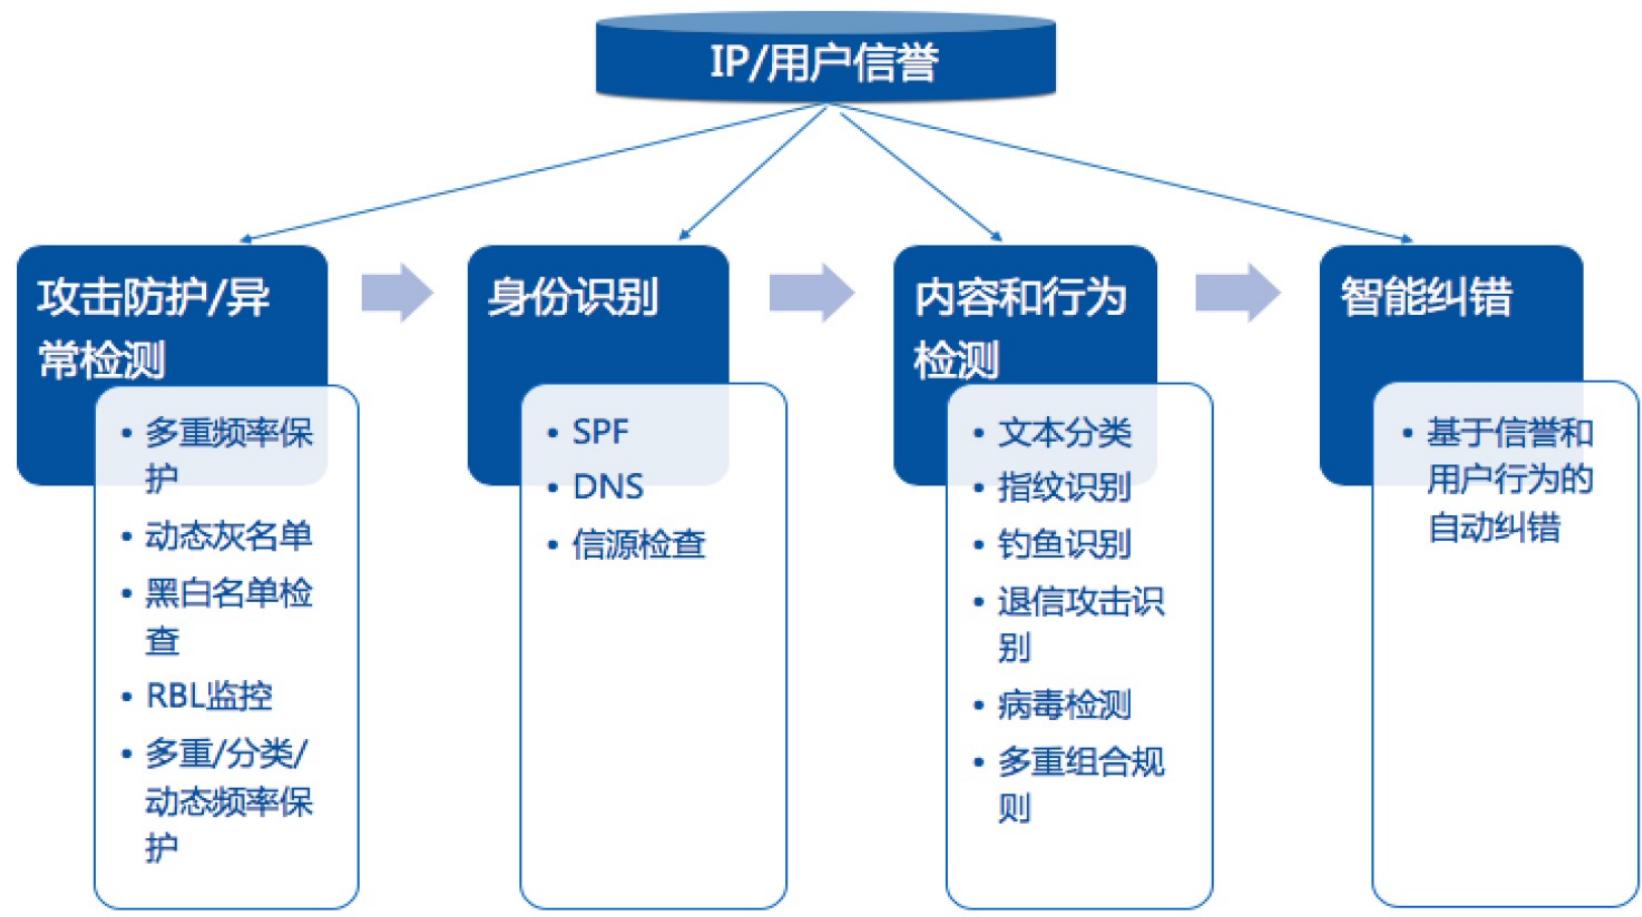 IP/用户信誉
攻击防护/异
常检测
• 多重频率保
护
• 动态灰名单
• 黑白名单检
查
• RBL监控
• 多重/分类/
动态频率保
护
身份识别
• SPF
• DNS
• 信源检查
内容和行为
检测
• 文本分类
• 指纹识别
• 钓鱼识别
• 退信攻击识
别
• 病毒检测
• 多重组合规
则
智能纠错
• 基于信誉和
用户行为的
自动纠错